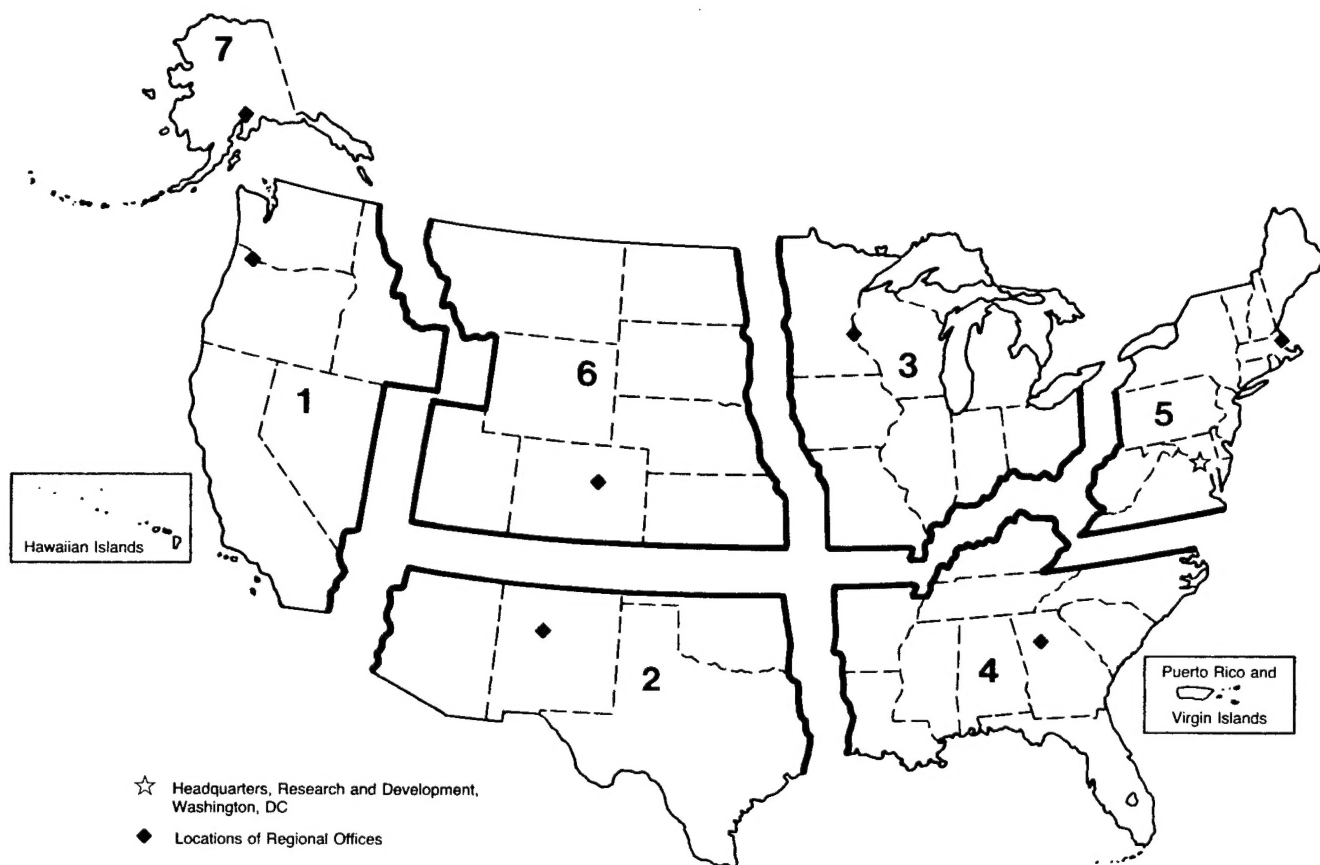 7
6
3
1
5
Hawaiian Islands
2
4
Puerto Rico and
Virgin Islands
Headquarters, Research and Development,
Washington, DC
Locations of Regional Offices